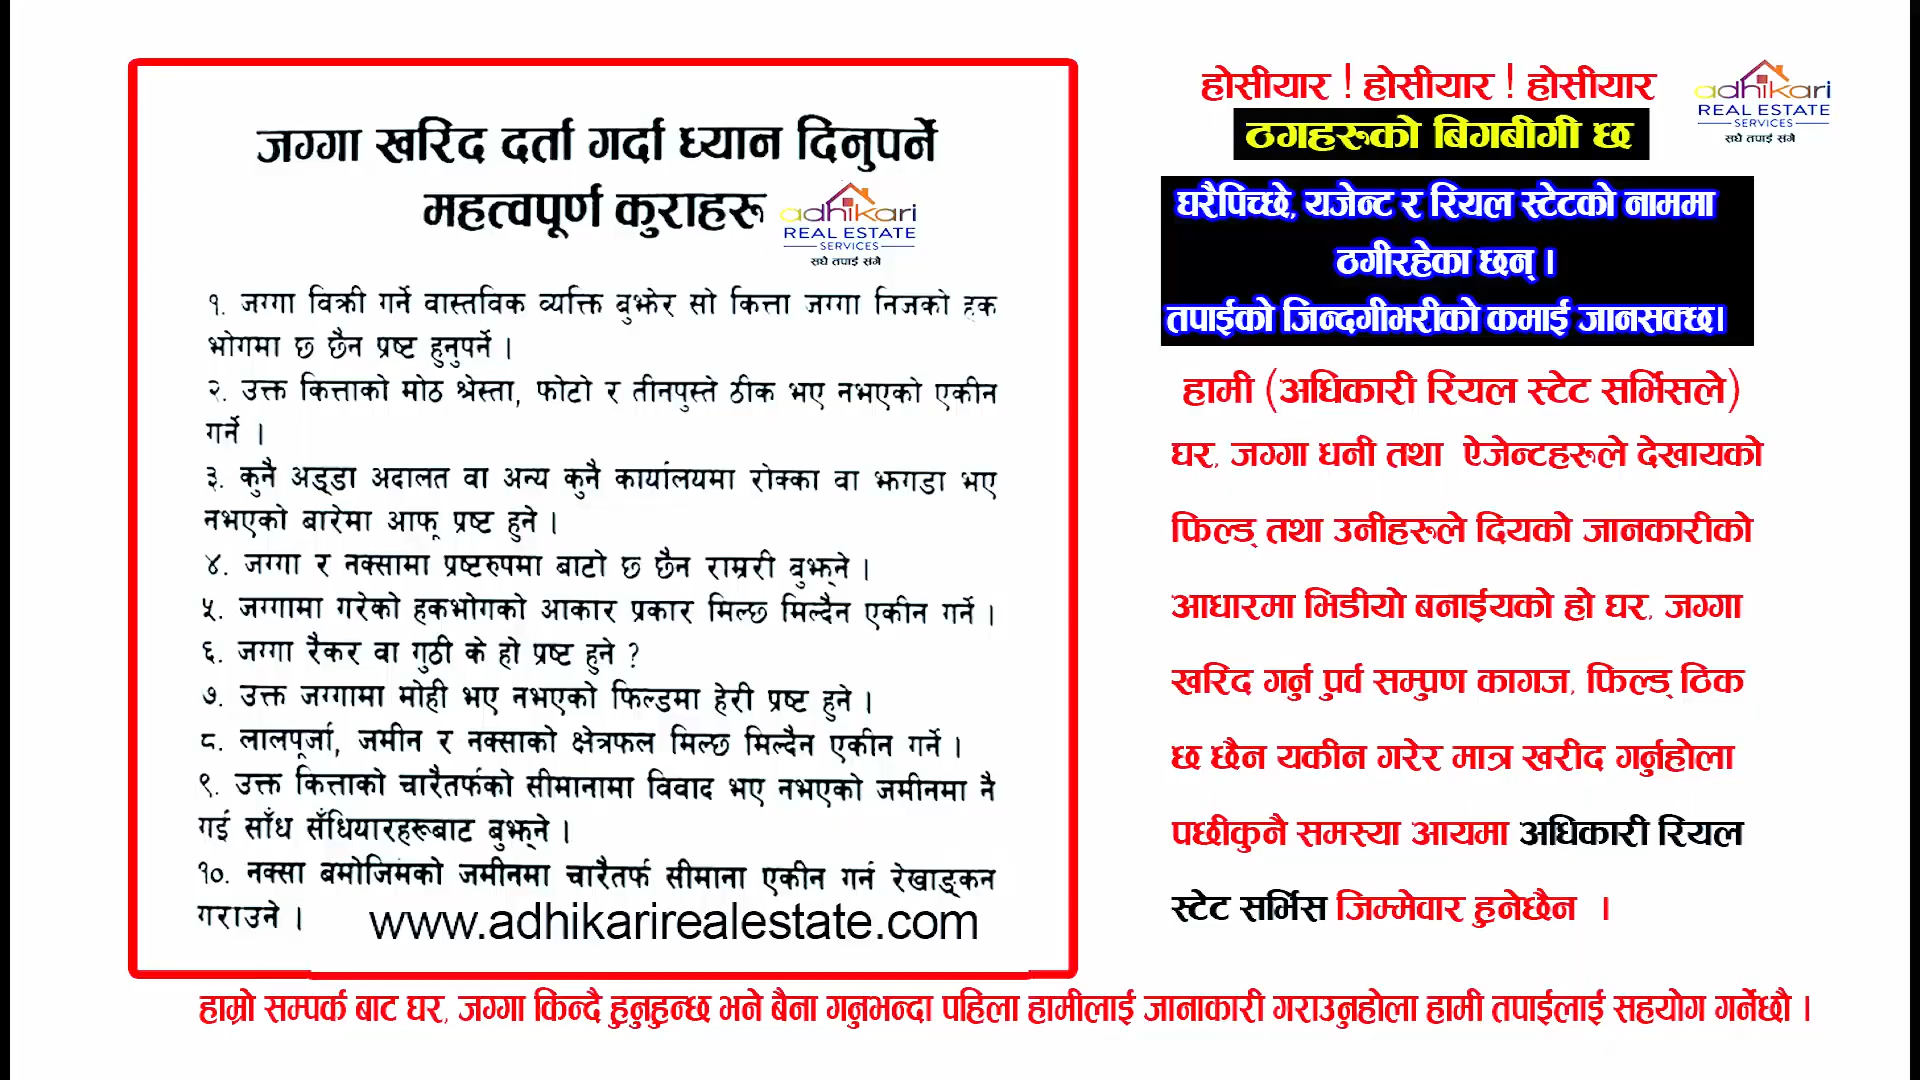 जग्गा खरिद दर्ता गर्दा ध्यान दिनुपर्ने
महत्वपूर्ण कुराहरू
adhikari
REAL ESTATE
SERVICES
सधै तपाई संगै
१. जग्गा विक्री गर्ने वास्तविक व्यक्ति बुझेर सो कित्ता जग्गा निजको हक
भोगमा छ छैन प्रष्ट हुनुपर्ने ।
२. उक्त कित्ताको मोठ श्रेस्ता, फोटो र तीनपुस्ते ठीक भए नभएको एकीन
गर्ने ।
३. कुनै अड्डा अदालत वा अन्य कुनै कार्यालयमा रोक्का वा झगडा भए
नभएको बारेमा आफू प्रष्ट हुने ।
४. जग्गा र नक्सामा प्रष्टरुपमा बाटो छ छैन राम्ररी बुझ्ने ।
५. जग्गामा गरेको हकभोगको आकार प्रकार मिल्छ मिल्दैन एकीन गर्ने ।
६. जग्गा रैकर वा गुठी के हो प्रष्ट हुने ?
७. उक्त जग्गामा मोही भए नभएको फिल्डमा हेरी प्रष्ट हुने ।
८. लालपूर्जा, जमीन र नक्साको क्षेत्रफल मिल्छ मिल्दैन एकीन गर्ने ।
९. उक्त कित्ताको चारैतर्फको सीमानामा विवाद भए नभएको जमीनमा नै
गई साँध सँधियारहरूबाट बुझ्ने ।
१०. नक्सा बमोजिमको जमीनमा चारैतर्फ सीमाना एकीन गर्न रेखाङ्कन
गराउने ।
www.adhikarirealestate.com
होसीयार ! होसीयार ! होसीयार
ठगहरुको बिगबीगी छ
adhikari
REAL ESTATE
SERVICES
सधै तपाई संगै
घरैपिच्छे, यजेन्ट र रियल स्टेटको नाममा
ठगीरहेका छन् ।
तपाईको जिन्दगीभरीको कमाई जानसक्छ।
हामी (अधिकारी रियल स्टेट सर्भिसले)
घर, जग्गा धनी तथा ऐजेन्टहरुले देखायको
फिल्ड् तथा उनीहरुले दियको जानकारीको
आधारमा भिडीयो बनाईयको हो घर, जग्गा
खरिद गर्नु पुर्व सम्पुण कागज, फिल्ड् ठिक
छ छैन यकीन गरेर मात्र खरीद गर्नुहोला
पछीकुनै समस्या आयमा अधिकारी रियल
स्टेट सर्भिस जिम्मेवार हुनेछैन ।
हाम्रो सम्पर्क बाट घर, जग्गा किन्दै हुनुहुन्छ भने बैना गनुभन्दा पहिला हामीलाई जानाकारी गराउनुहोला हामी तपाईलाई सहयोग गर्नेछौ ।